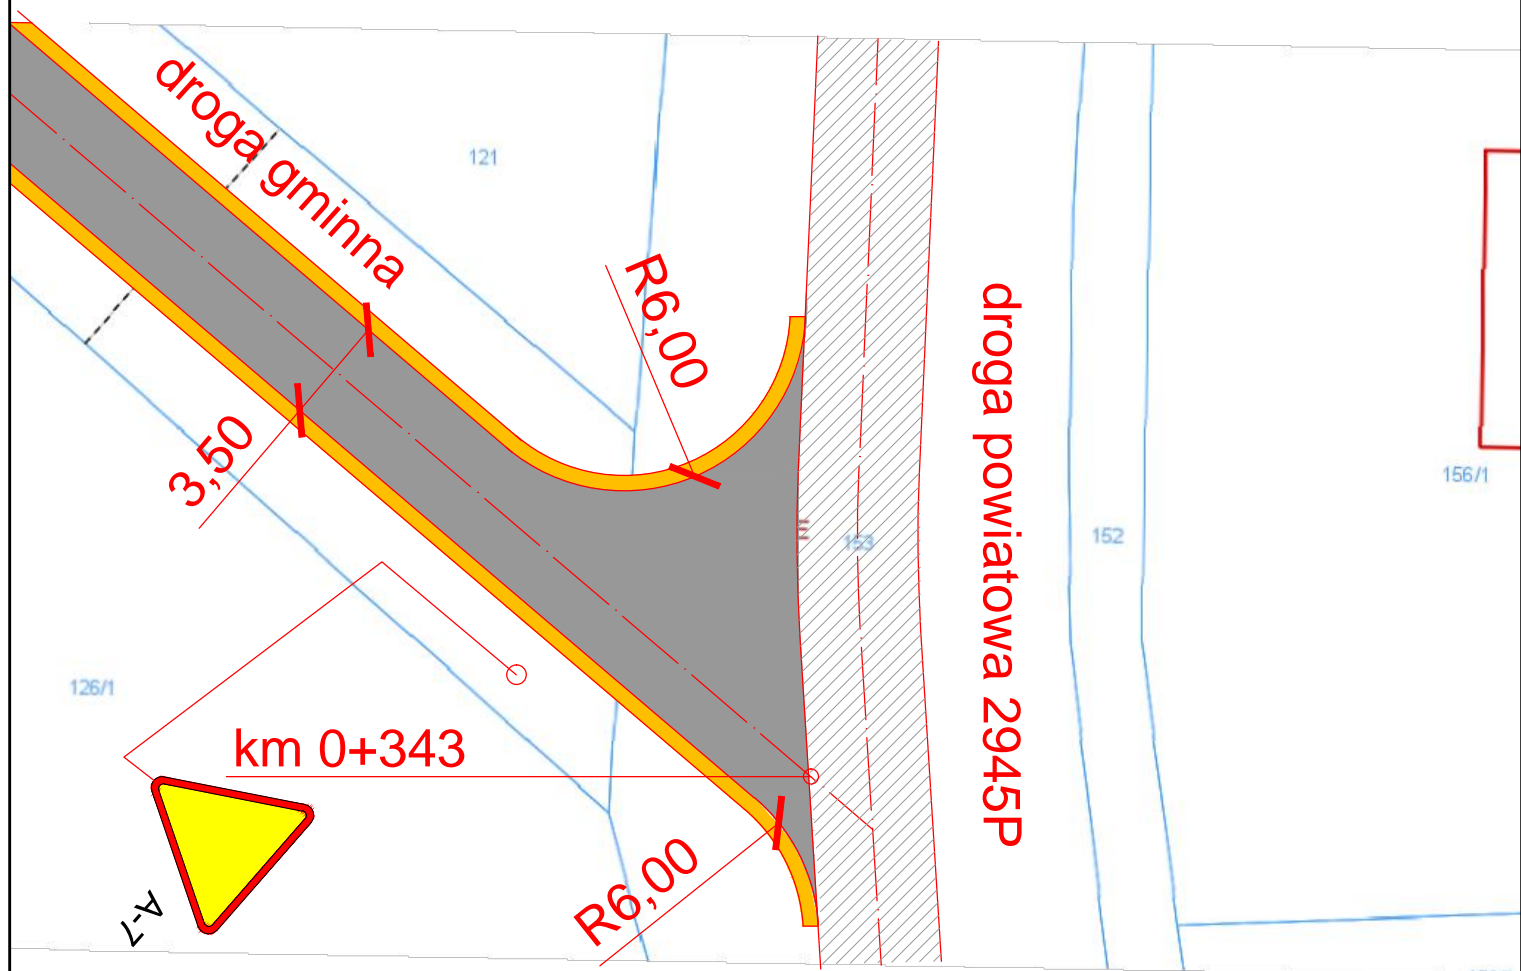 droga gminna
121
R6,00
3,50
droga powiatowa 2945P
153
152
156/1
126/1
km 0+343
R6,00
A-7